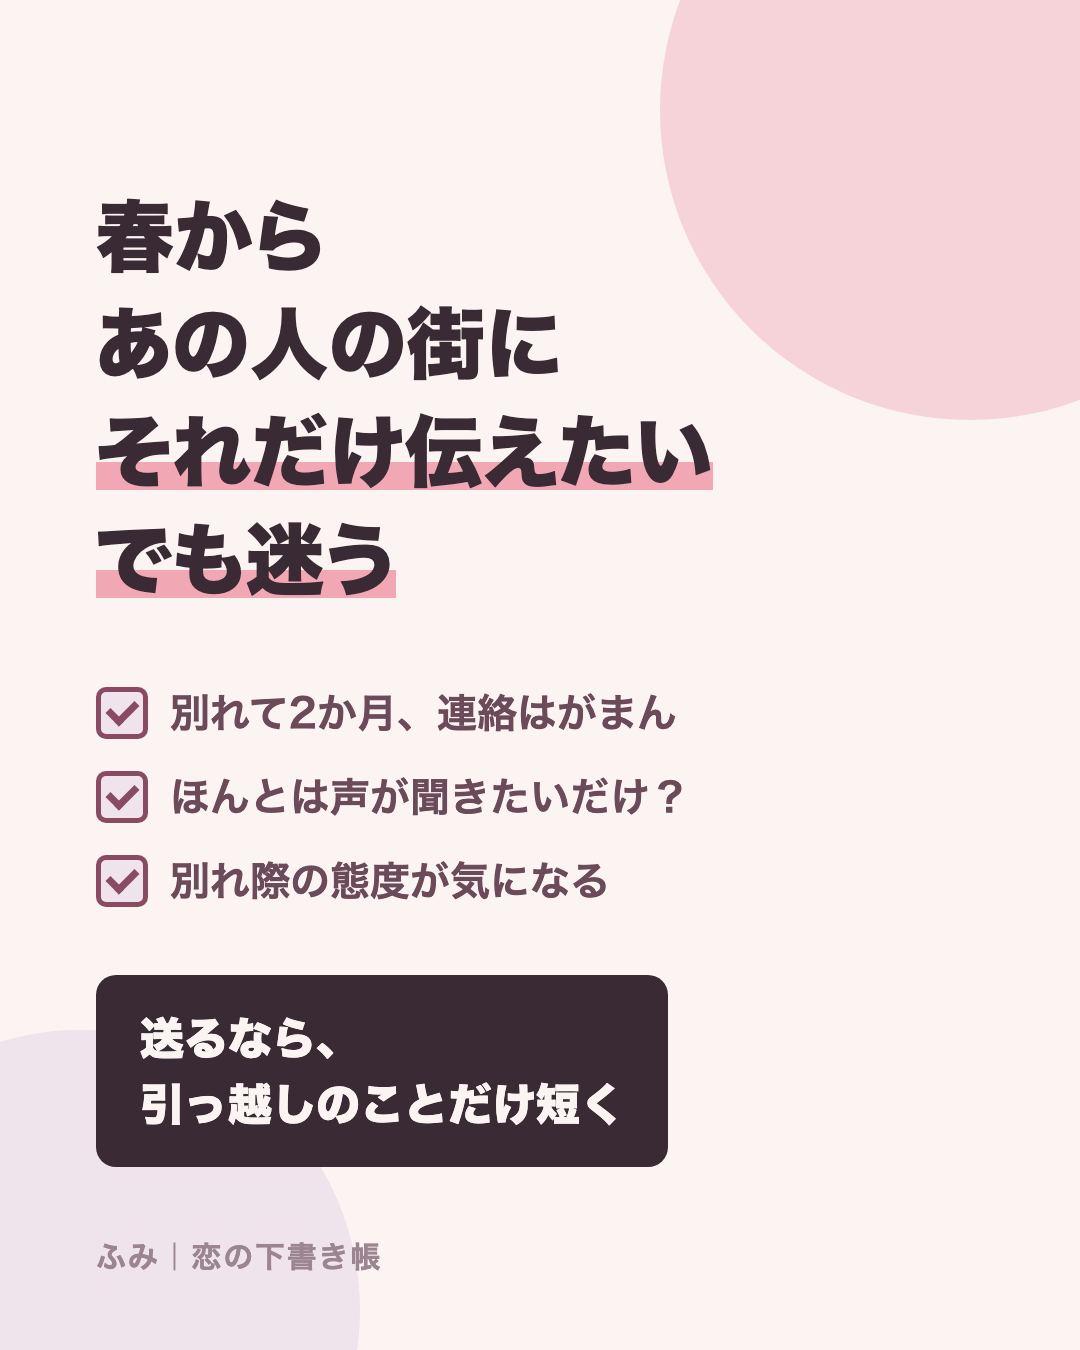 春から
あの人の街に
それだけ伝えたい
でも迷う
別れて2か月、連絡はがまん
ほんとは声が聞きたいだけ？
別れ際の態度が気になる
送るなら、
引っ越しのことだけ短く
ふみ｜恋の下書き帳